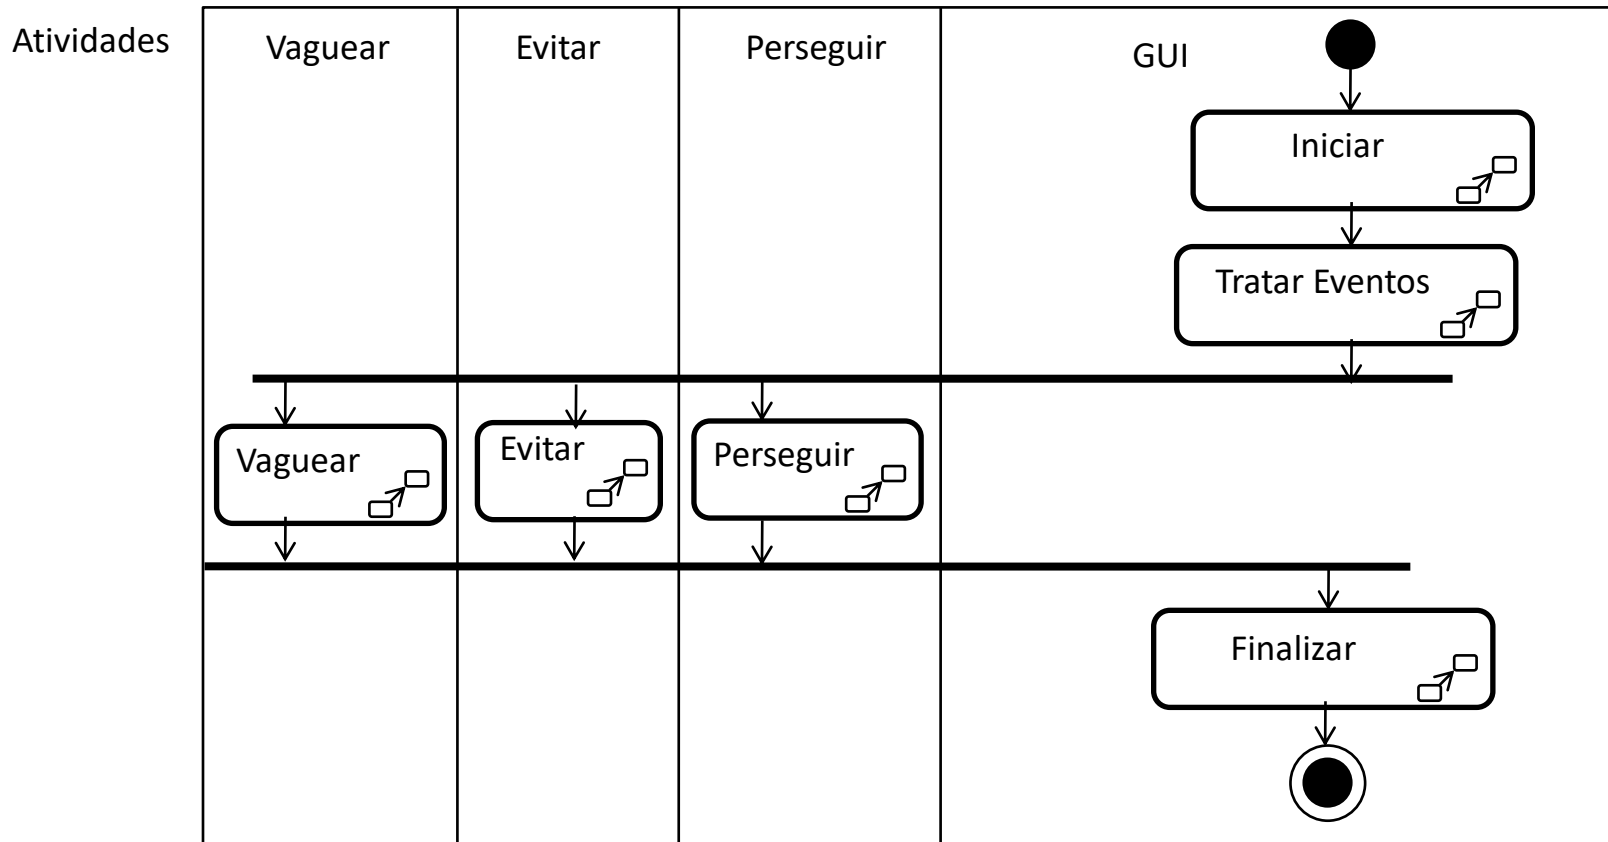 Atividades
Vaguear
Evitar
Perseguir
GUI
Iniciar
Tratar Eventos
Vaguear
Evitar
Perseguir
Finalizar